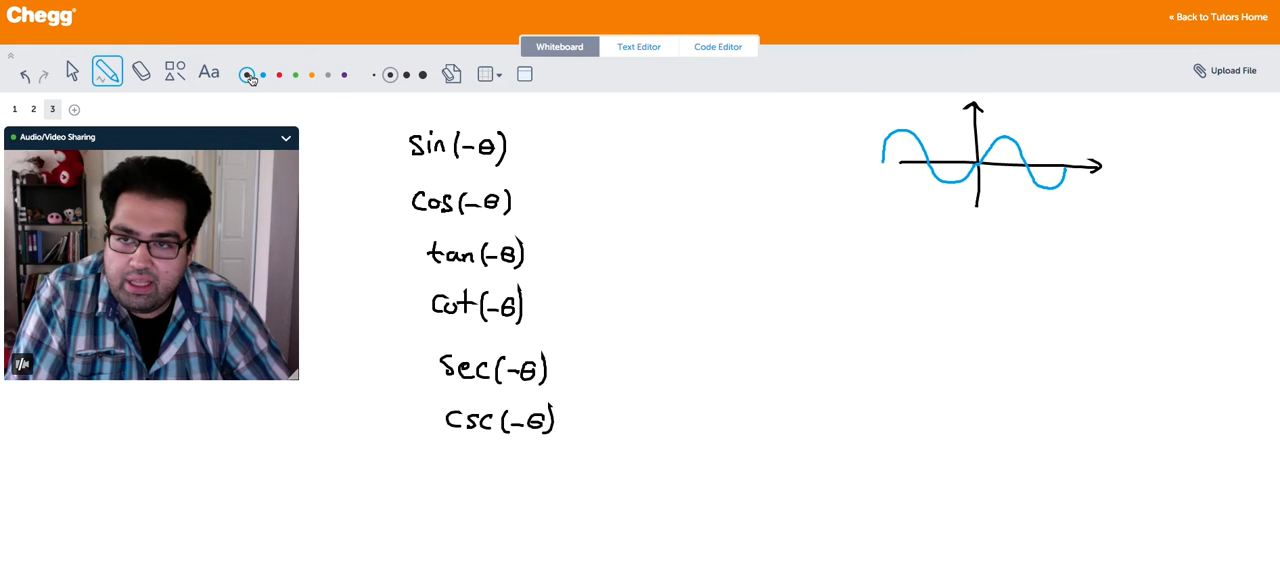 Chegg®
« Back to Tutors Home
Whiteboard Text Editor Code Editor
Aa
Upload File
1 2 3
Audio/Video Sharing
sin(-θ)
cos(-θ)
tan(-θ)
cot(-θ)
sec(-θ)
csc(-θ)